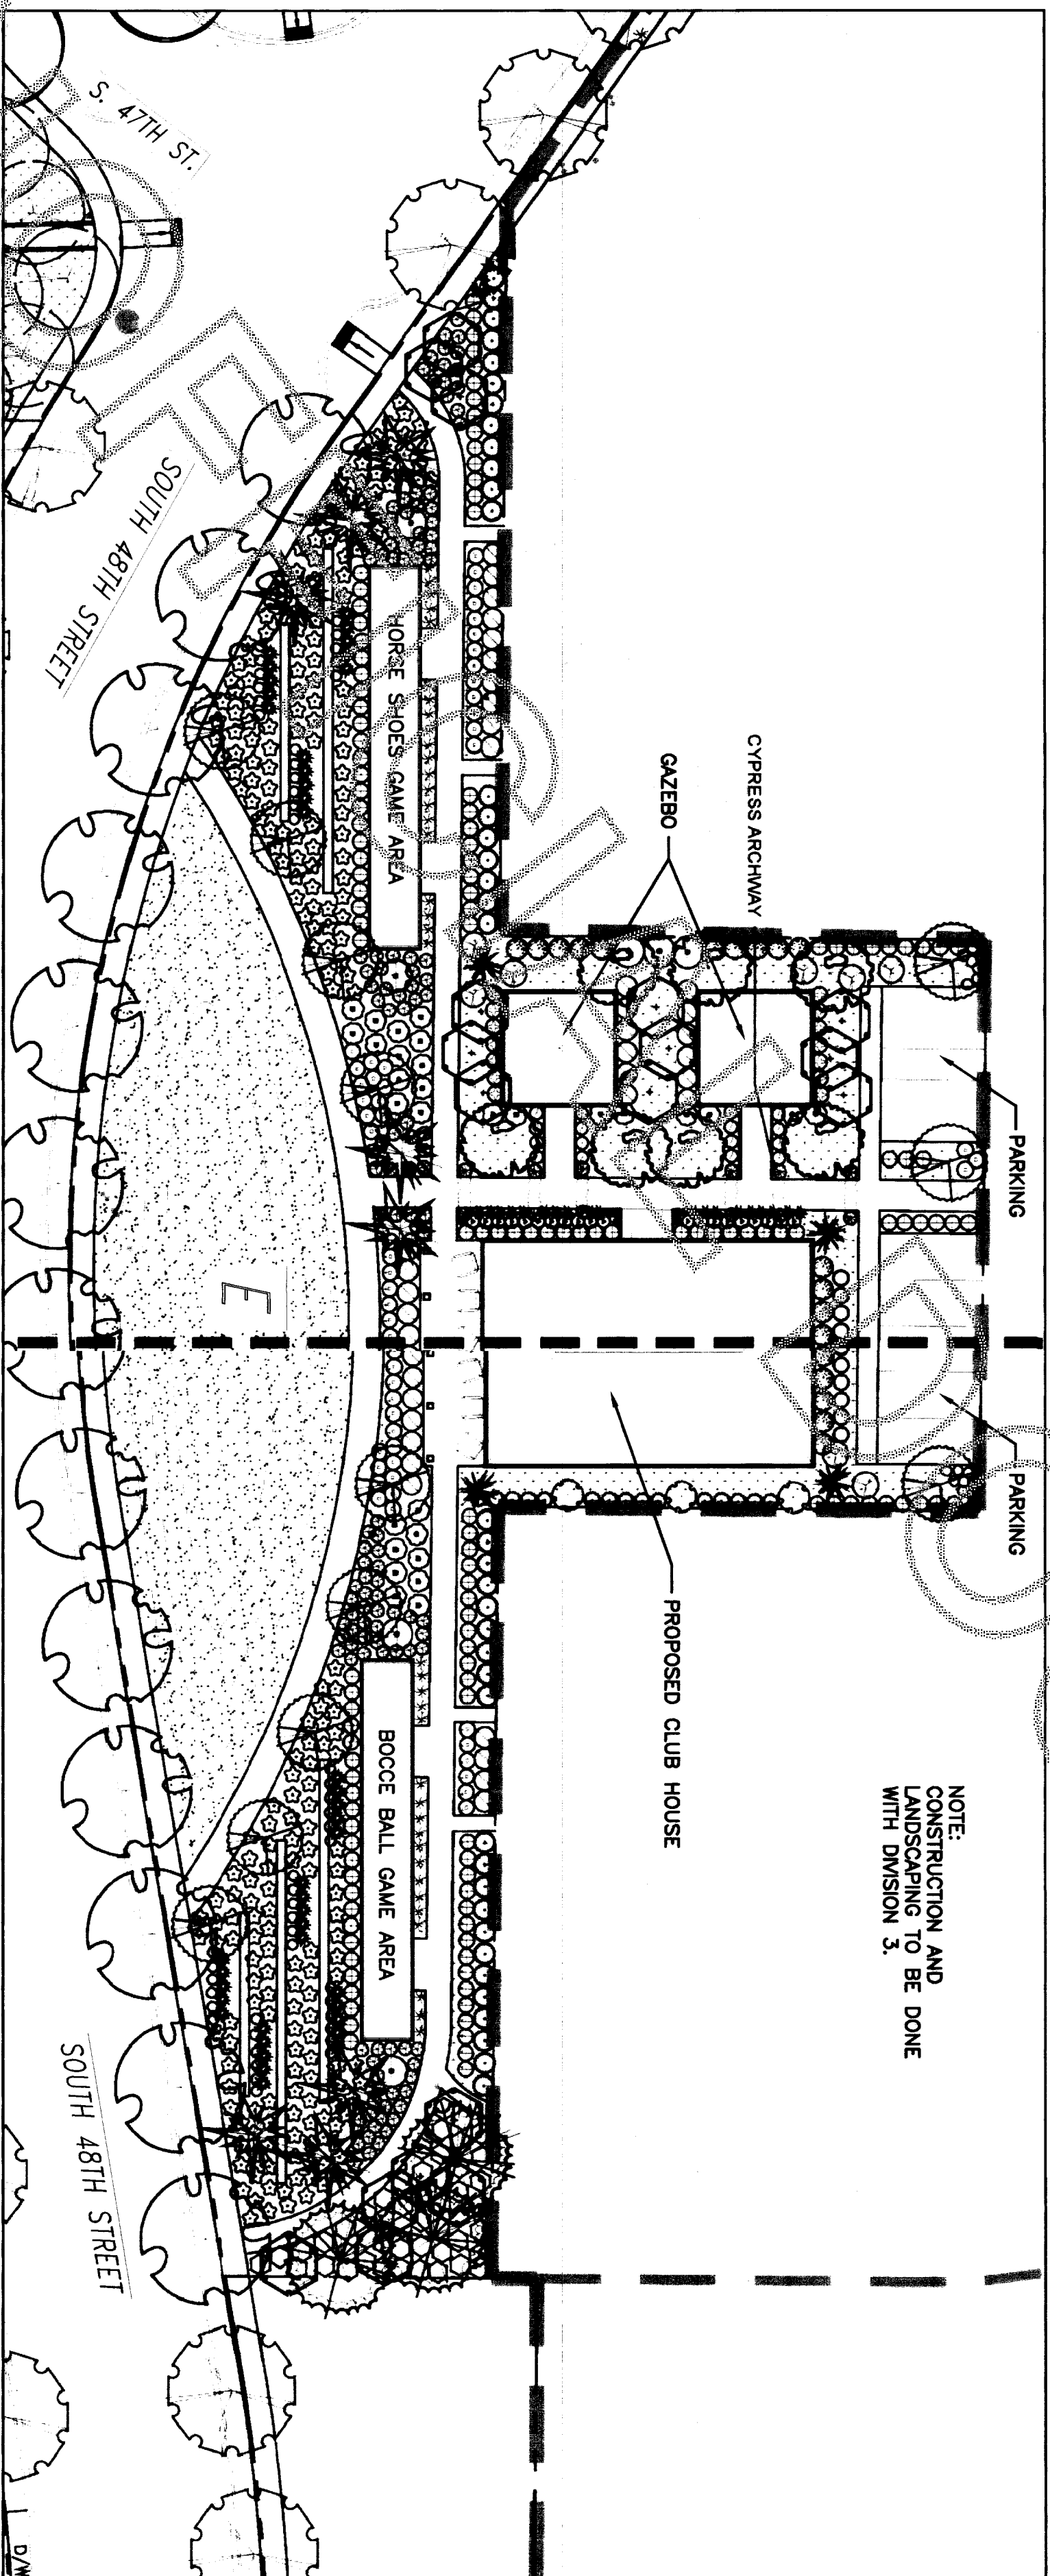 S. 47TH ST.
SOUTH 48TH STREET
HORSE SHOES GAME AREA
GAZEBO
CYPRESS ARCHWAY
PARKING
PARKING
E
PROPOSED CLUB HOUSE
BOCCE BALL GAME AREA
NOTE:
CONSTRUCTION AND
LANDSCAPING TO BE DONE
WITH DIVISION 3.
SOUTH 48TH STREET